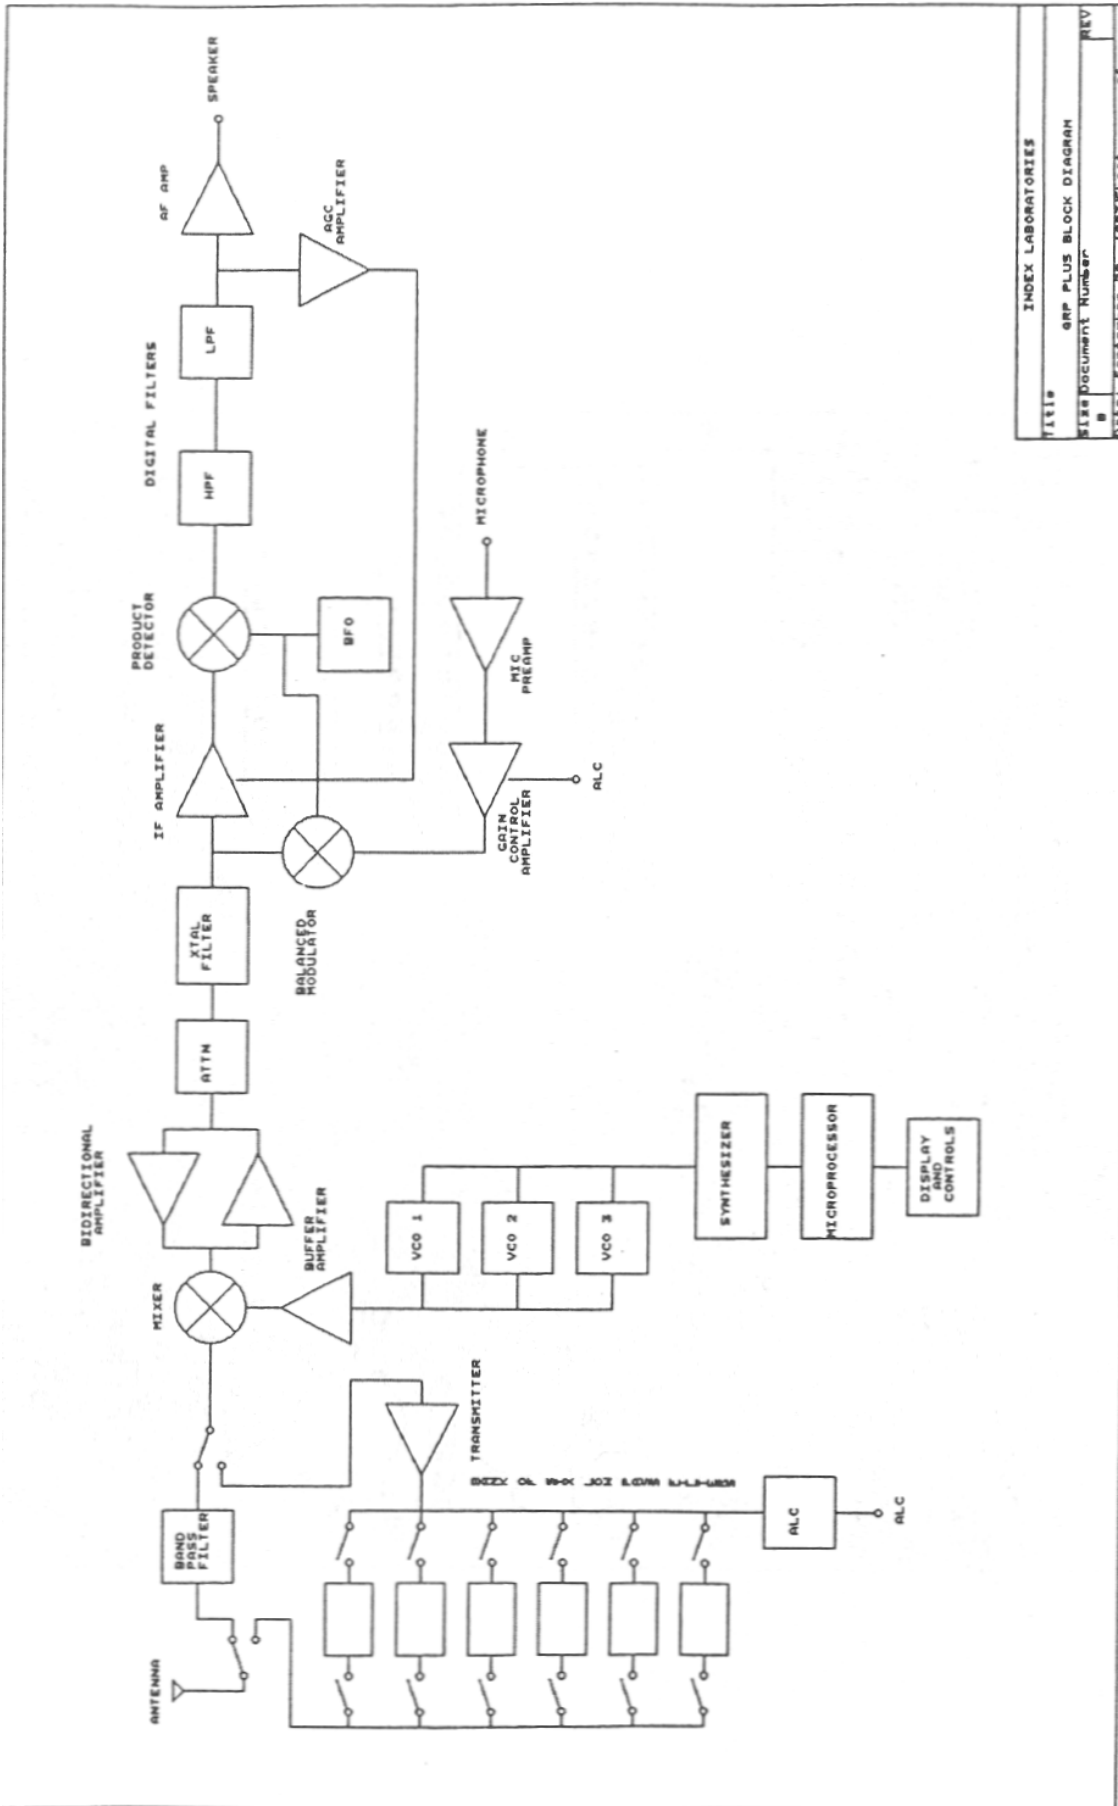 SPEAKER
AF AMP
AGC
AMPLIFIER
LPF
DIGITAL FILTERS
HPF
MICROPHONE
PRODUCT
DETECTOR
BFO
MIC
PREAMP
IF AMPLIFIER
ALC
GAIN
CONTROL
AMPLIFIER
XTAL
FILTER
BALANCED
MODULATOR
ATTN
BIDIRECTIONAL
AMPLIFIER
SYNTHESIZER
MICROPROCESSOR
DISPLAY
AND
CONTROLS
BUFFER
AMPLIFIER
VCO 1
VCO 2
VCO 3
MIXER
TRANSMITTER
BAND
PASS
FILTER
ALC
ALC
ANTENNA
INDEX LABORATORIES
Title
QRP PLUS BLOCK DIAGRAM
Size Document Number
REV
B